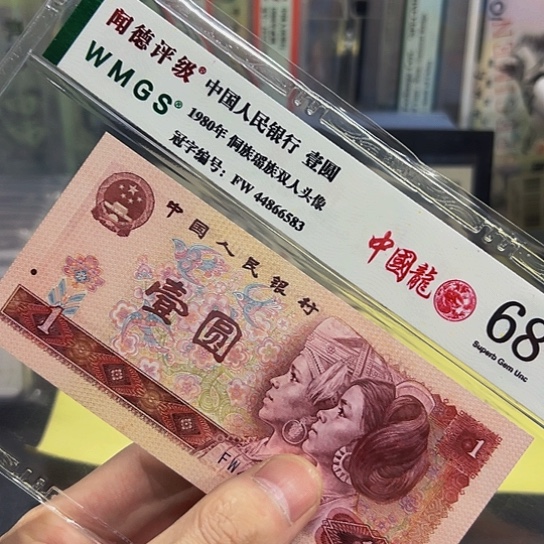 闻德评级®
WMGS®
中国人民银行 壹圆
1980年 侗族瑶族双人头像
冠字编号: FW 44866583
中國龍
68
Superb Gem Unc
中国人民银行
壹圆
1
1
FW